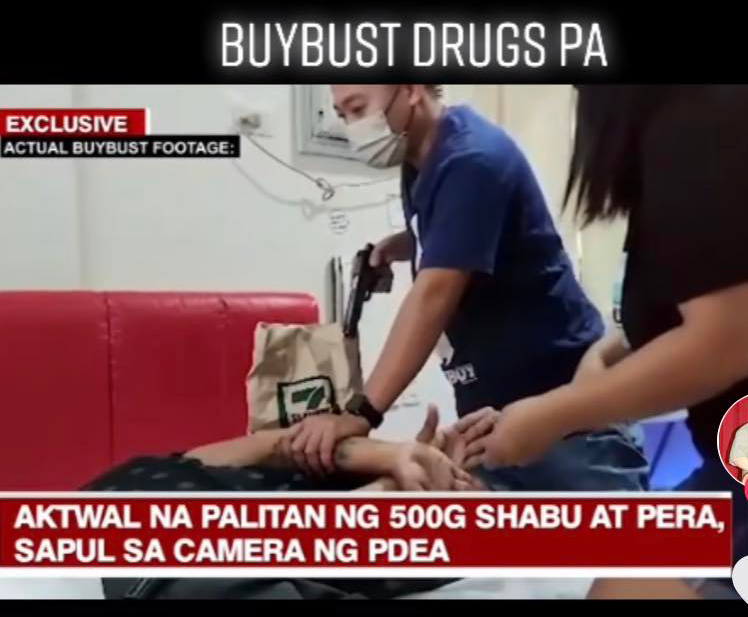 BUYBUST DRUGS PA
EXCLUSIVE
ACTUAL BUYBUST FOOTAGE:
AKTWAL NA PALITAN NG 500G SHABU AT PERA,
SAPUL SA CAMERA NG PDEA